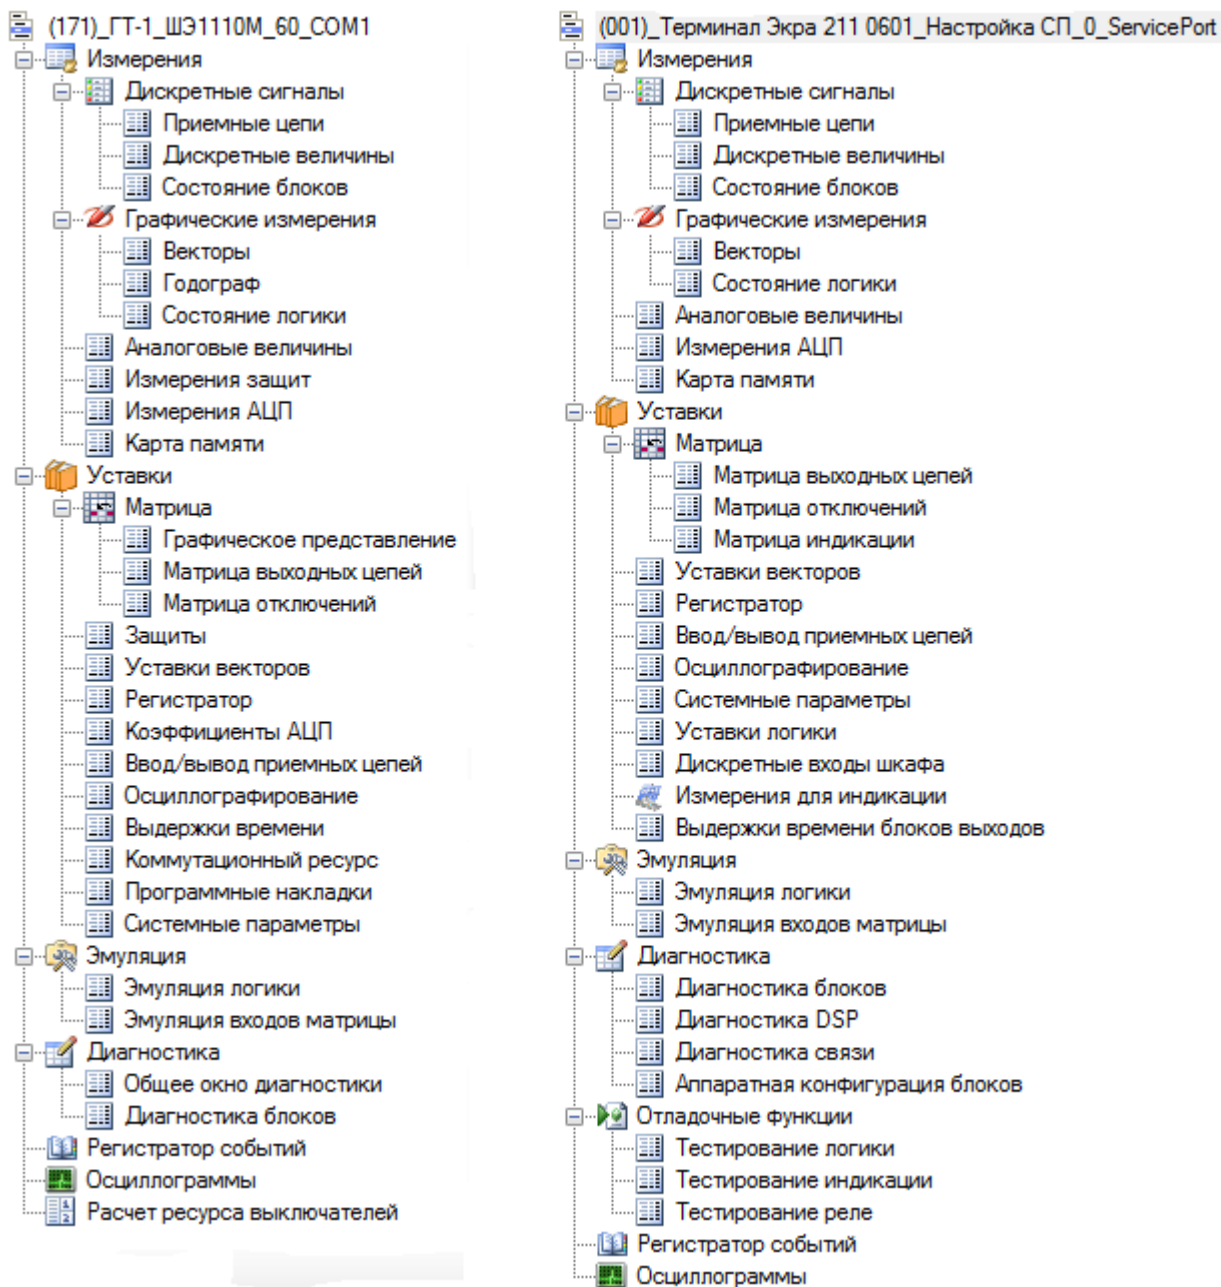 (171)_ГТ-1_ШЭ1110М_60_COM1
Измерения
Дискретные сигналы
Приемные цепи
Дискретные величины
Состояние блоков
Графические измерения
Векторы
Годограф
Состояние логики
Аналоговые величины
Измерения защит
Измерения АЦП
Карта памяти
Уставки
Матрица
Графическое представление
Матрица выходных цепей
Матрица отключений
Защиты
Уставки векторов
Регистратор
Коэффициенты АЦП
Ввод/вывод приемных цепей
Осциллографирование
Выдержки времени
Коммутационный ресурс
Программные накладки
Системные параметры
Эмуляция
Эмуляция логики
Эмуляция входов матрицы
Диагностика
Общее окно диагностики
Диагностика блоков
Регистратор событий
Осциллограммы
Расчет ресурса выключателей
(001)_Терминал Экра 211 0601_Настройка СП_0_ServicePort
Измерения
Дискретные сигналы
Приемные цепи
Дискретные величины
Состояние блоков
Графические измерения
Векторы
Состояние логики
Аналоговые величины
Измерения АЦП
Карта памяти
Уставки
Матрица
Матрица выходных цепей
Матрица отключений
Матрица индикации
Уставки векторов
Регистратор
Ввод/вывод приемных цепей
Осциллографирование
Системные параметры
Уставки логики
Дискретные входы шкафа
Измерения для индикации
Выдержки времени блоков выходов
Эмуляция
Эмуляция логики
Эмуляция входов матрицы
Диагностика
Диагностика блоков
Диагностика DSP
Диагностика связи
Аппаратная конфигурация блоков
Отладочные функции
Тестирование логики
Тестирование индикации
Тестирование реле
Регистратор событий
Осциллограммы